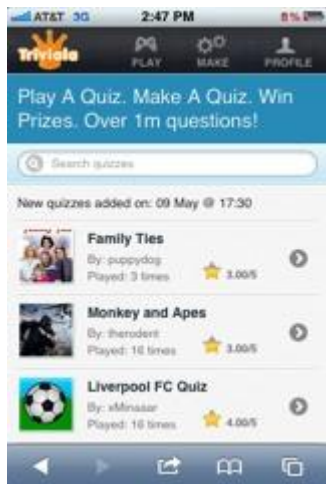 AT&T 3G 2:47 PM 8%
Triviala PLAY MAKE PROFILE
Play A Quiz. Make A Quiz. Win
Prizes. Over 1m questions!
Search quizzes
New quizzes added on: 09 May @ 17:30
Family Ties
By: puppydog
Played: 3 times 3.00/5
Monkey and Apes
By: therodent
Played: 16 times 3.00/5
Liverpool FC Quiz
By: xMinaaar
Played: 16 times 4.00/5